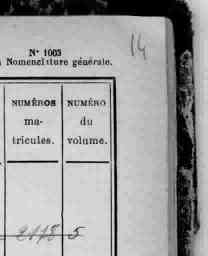 14
N° 1003
Nomenclature générale.
NUMÉROS NUMÉRO
ma- du
tricules. volume.
5